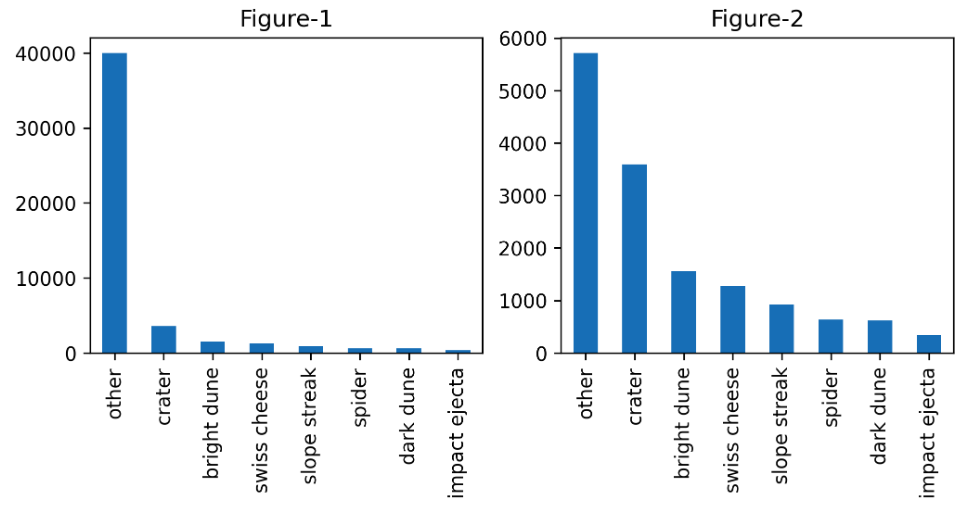 Figure-1
40000
30000
20000
10000
0
other
crater
bright dune
swiss cheese
slope streak
spider
dark dune
impact ejecta
Figure-2
6000
5000
4000
3000
2000
1000
0
other
crater
bright dune
swiss cheese
slope streak
spider
dark dune
impact ejecta